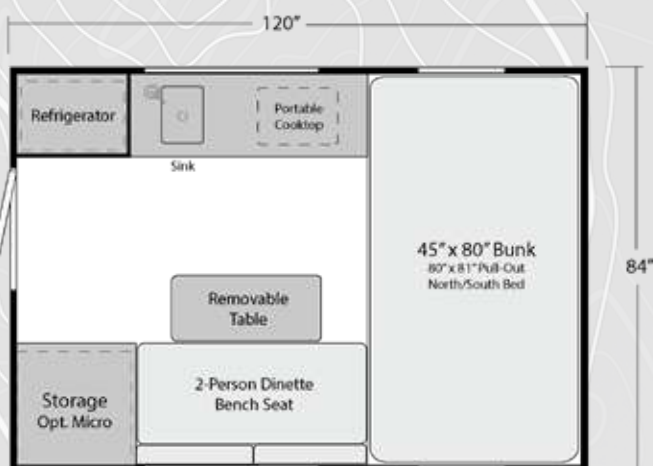 120”
Refrigerator
Portable
Cooktop
Sink
45” x 80” Bunk
80” x 81” Pull-Out
North/South Bed
84”
Removable
Table
2-Person Dinette
Bench Seat
Storage
Opt. Micro